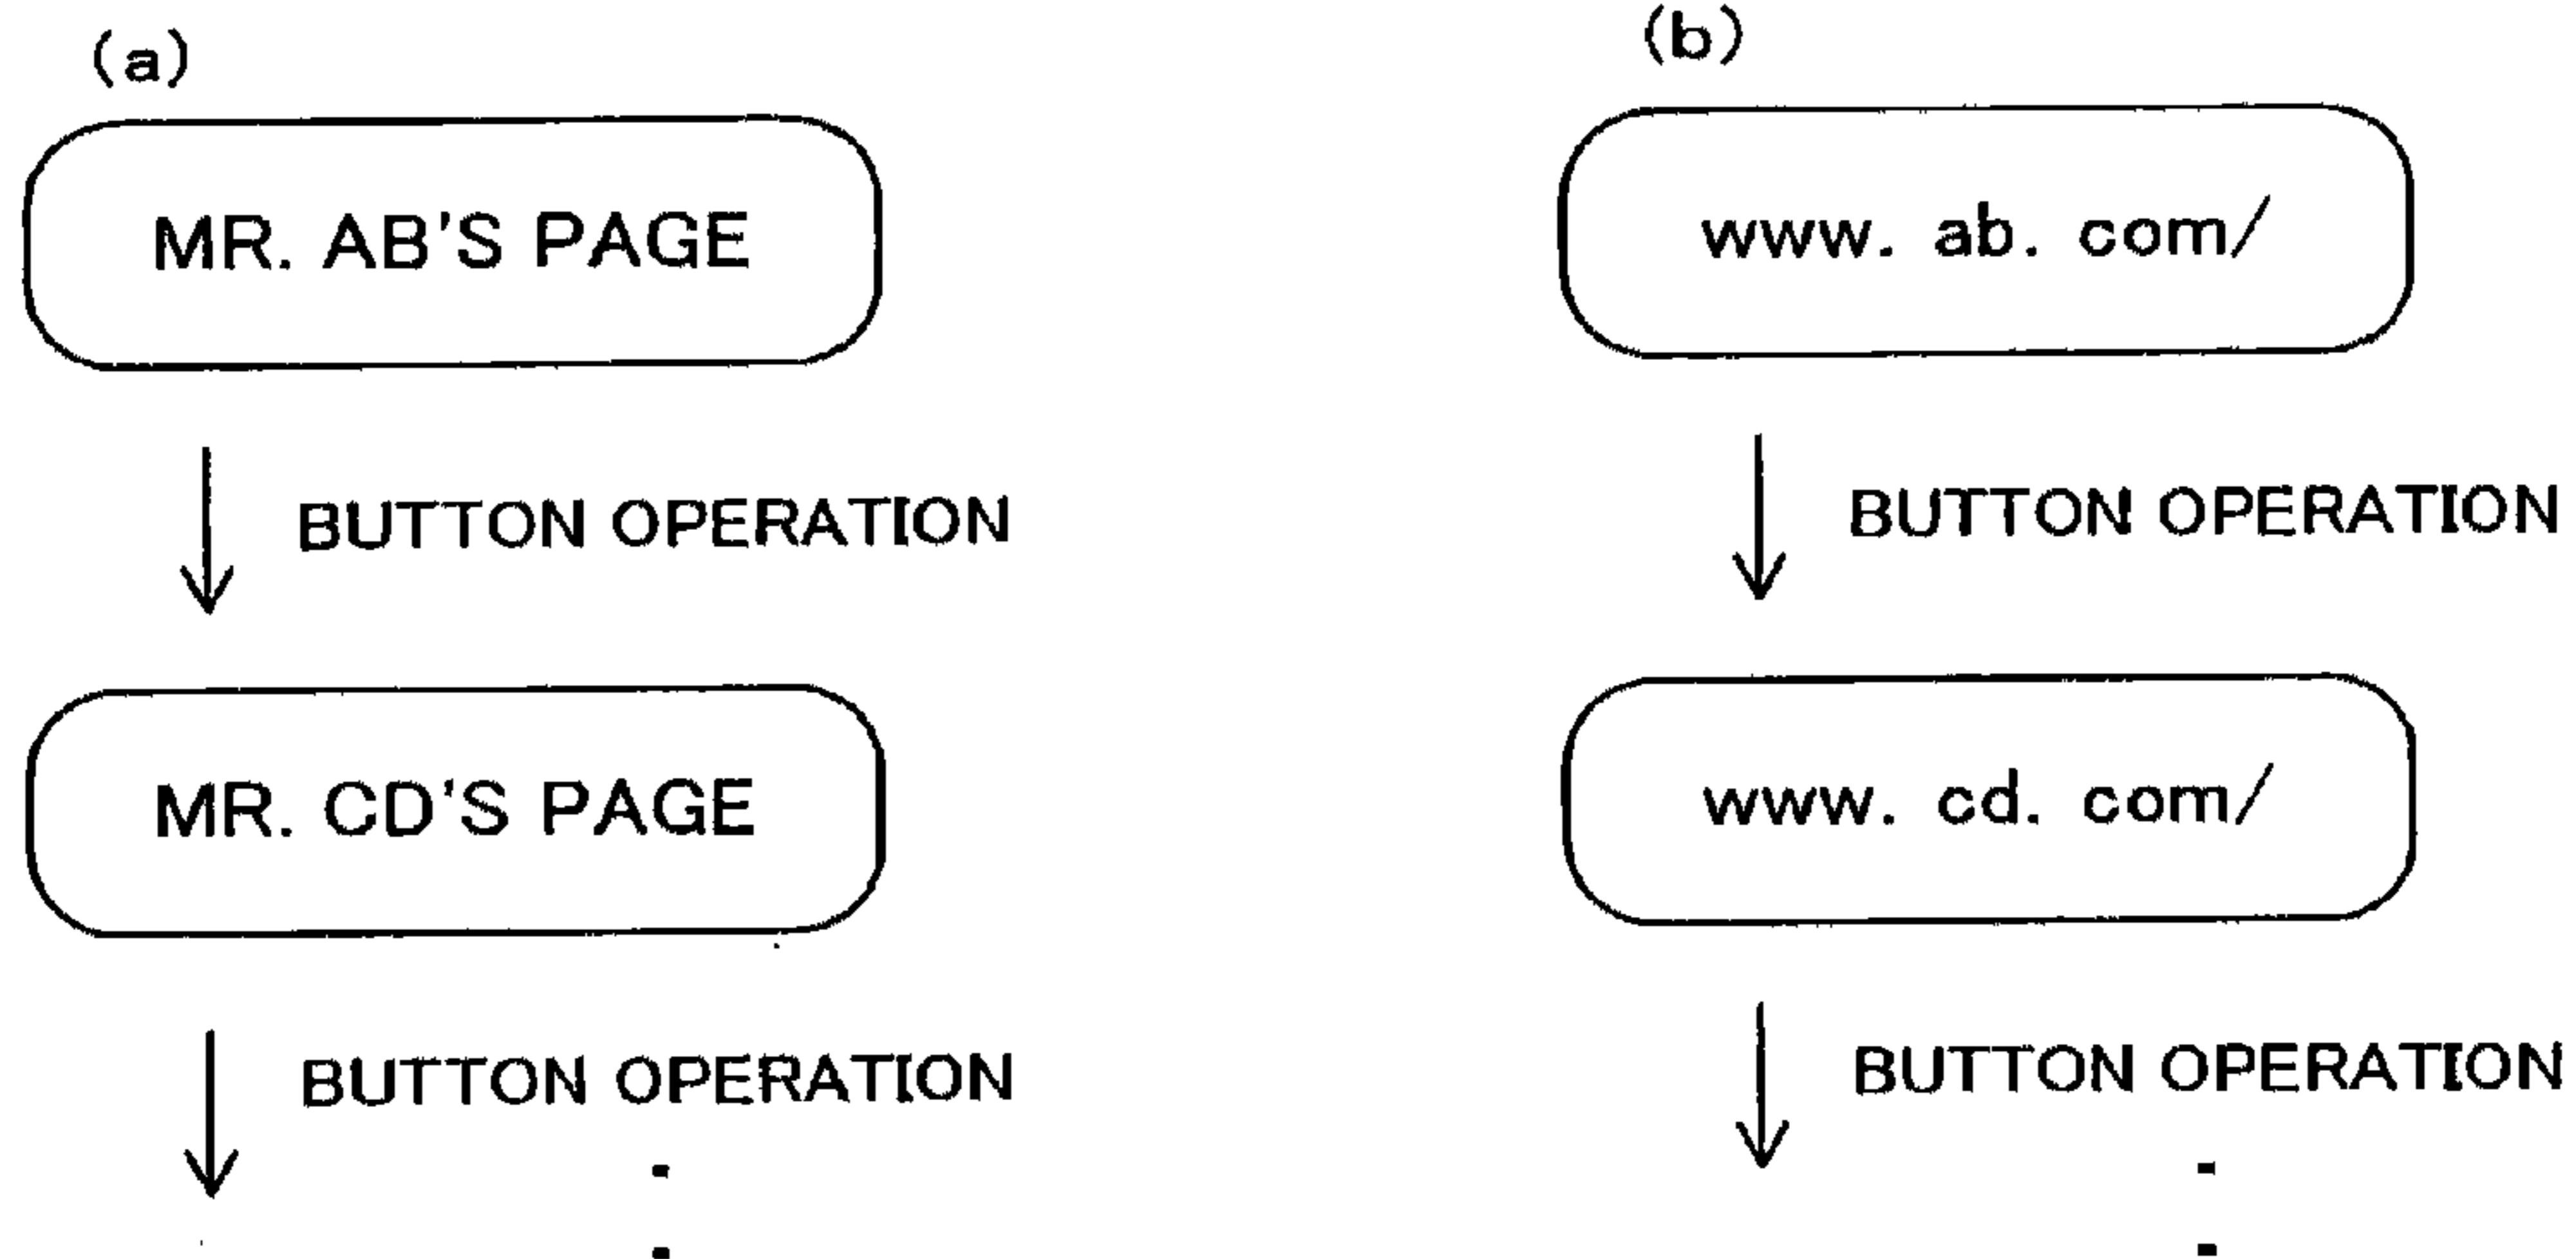 (a)
MR. AB'S PAGE
BUTTON OPERATION
MR. CD'S PAGE
BUTTON OPERATION
(b)
www. ab. com/
BUTTON OPERATION
www. cd. com/
BUTTON OPERATION